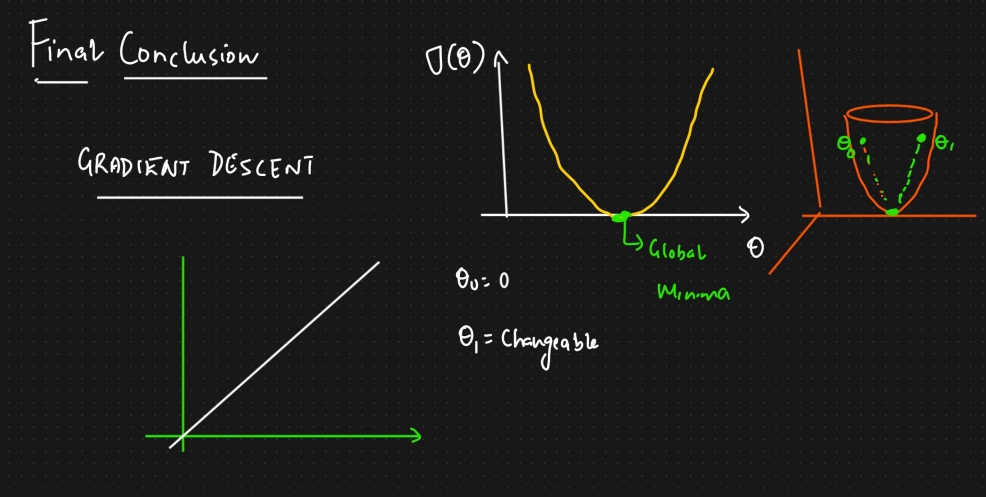 Final Conclusion
GRADIENT DESCENT
J(θ)
θ
Global
Minima
θ₀ = 0
θ₁ = Changeable
θ₀
θ₁